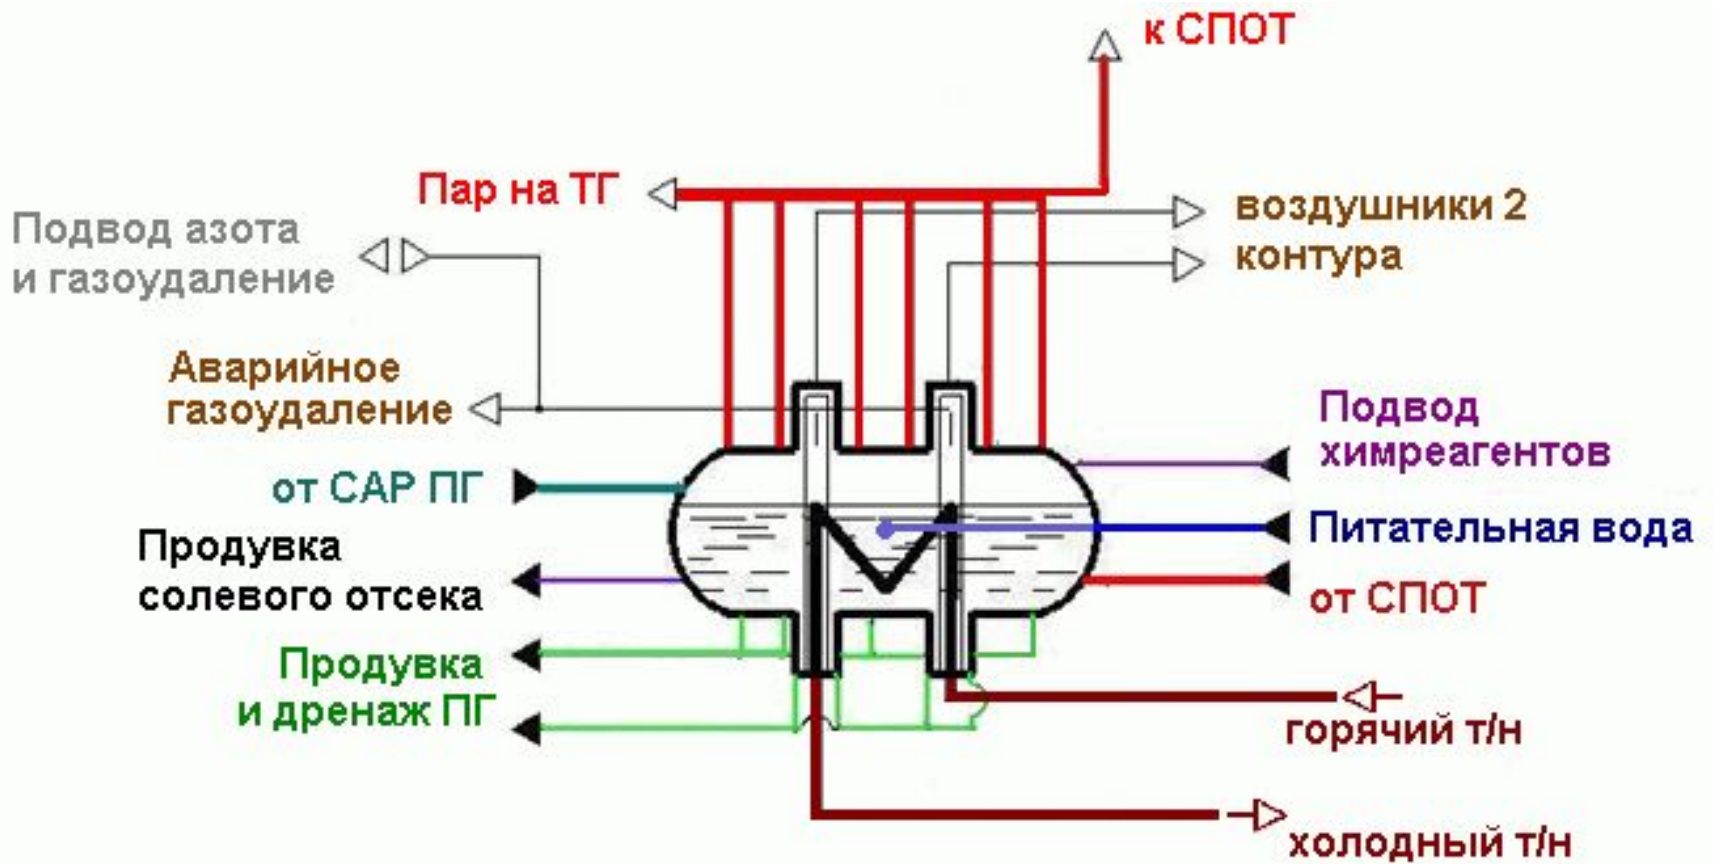 к СПОТ
Пар на ТГ
воздушники 2
контура
Подвод азота
и газоудаление
Аварийное
газоудаление
Подвод
химреагентов
от САР ПГ
Питательная вода
Продувка
солевого отсека
от СПОТ
Продувка
и дренаж ПГ
горячий т/н
холодный т/н